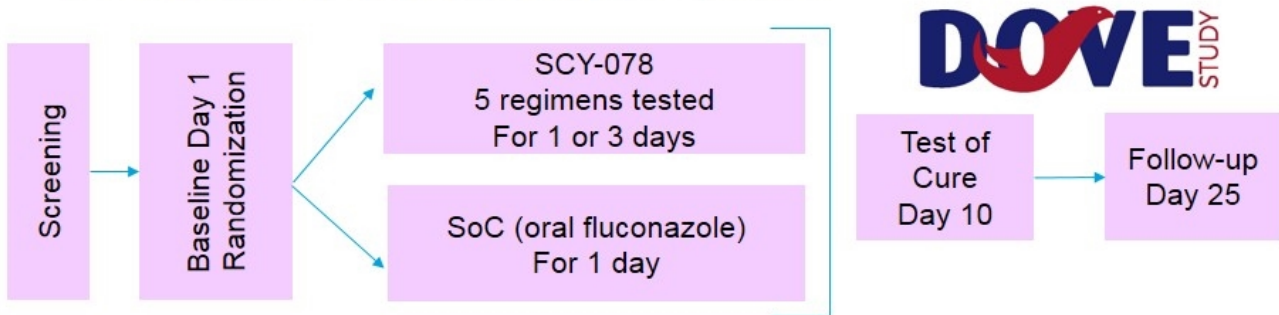 Screening
Baseline Day 1
Randomization
SCY-078
5 regimens tested
For 1 or 3 days
SoC (oral fluconazole)
For 1 day
DOVE
STUDY
Test of
Cure
Day 10
Follow-up
Day 25